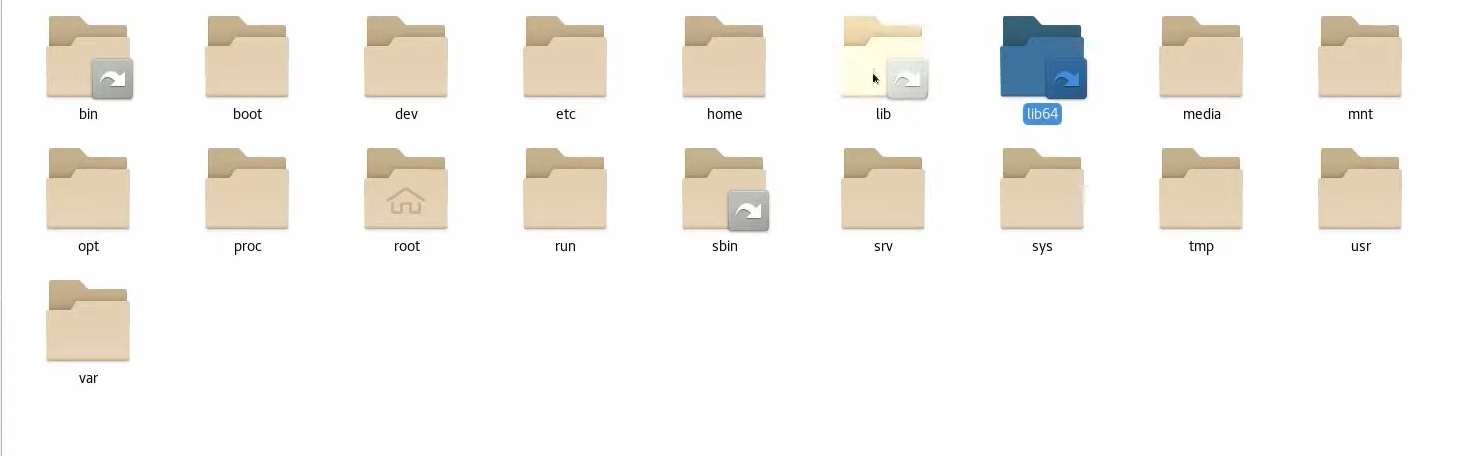 bin boot dev etc home lib lib64 media mnt
opt proc root run sbin srv sys tmp usr
var